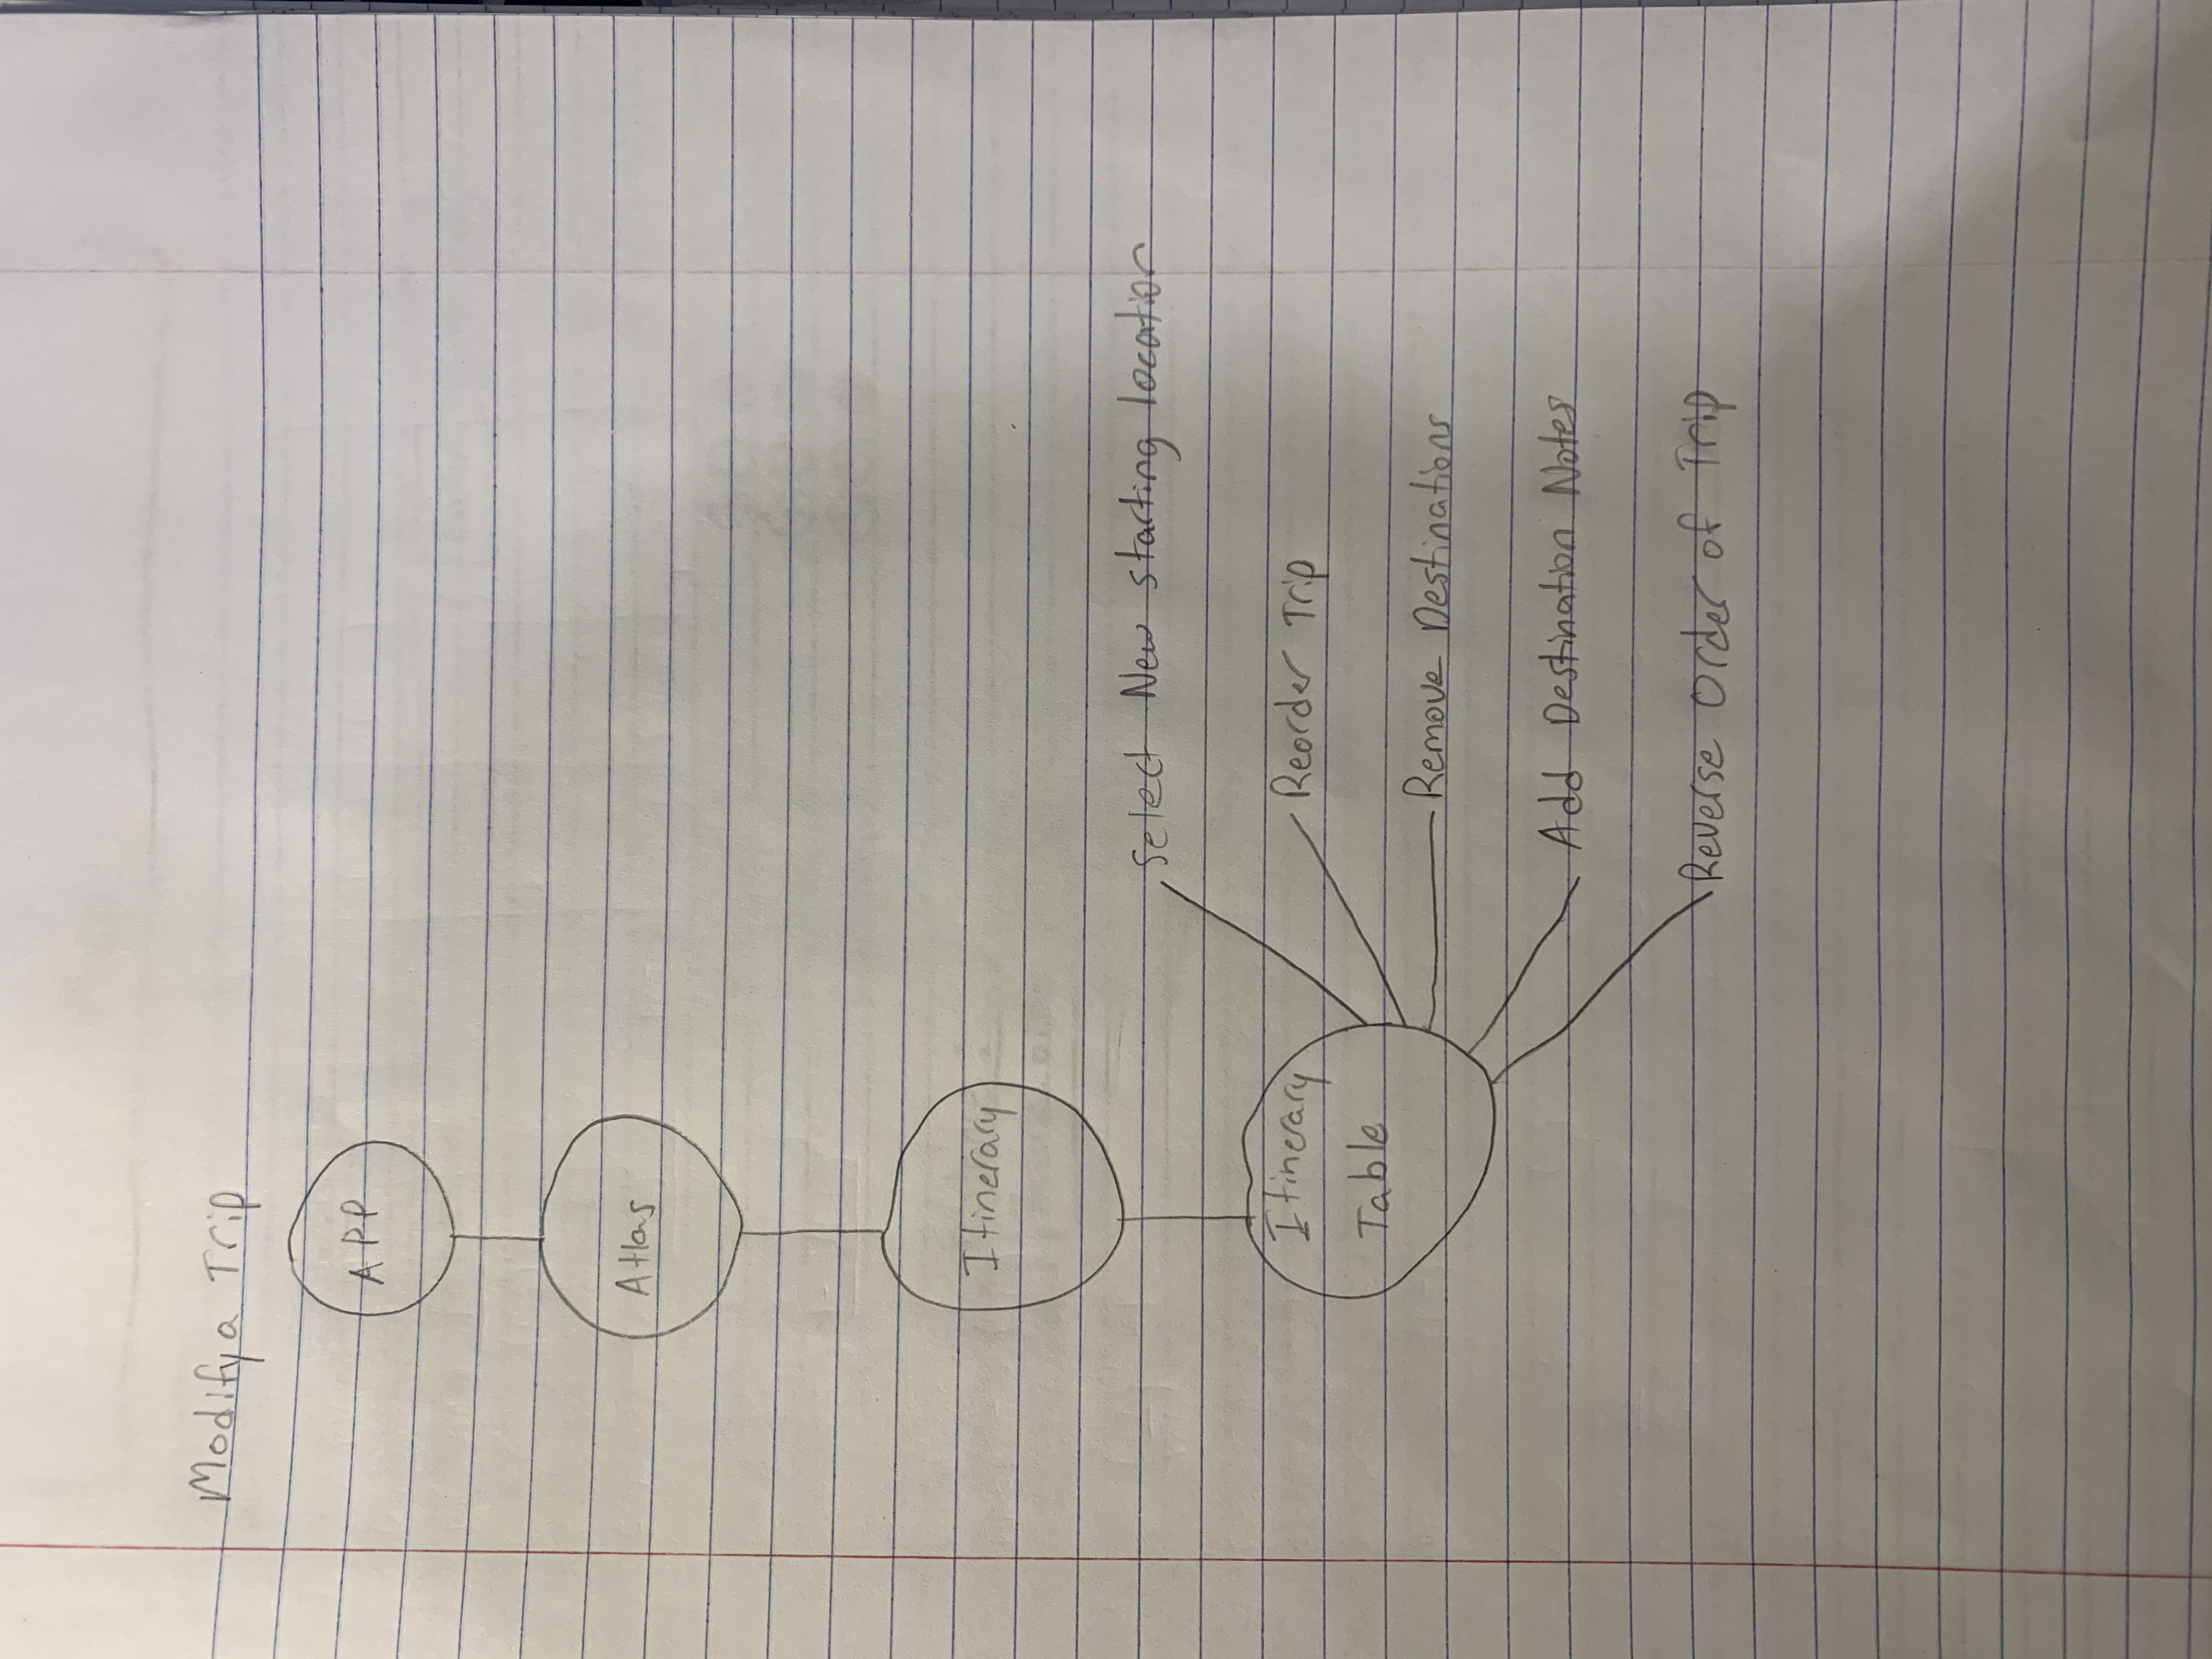 Modify a Trip
APP
Atlas
Itinerary
Select New starting location
Itinerary
Table
Reorder Trip
Remove Destinations
Add Destination Notes
Reverse Order of Trip